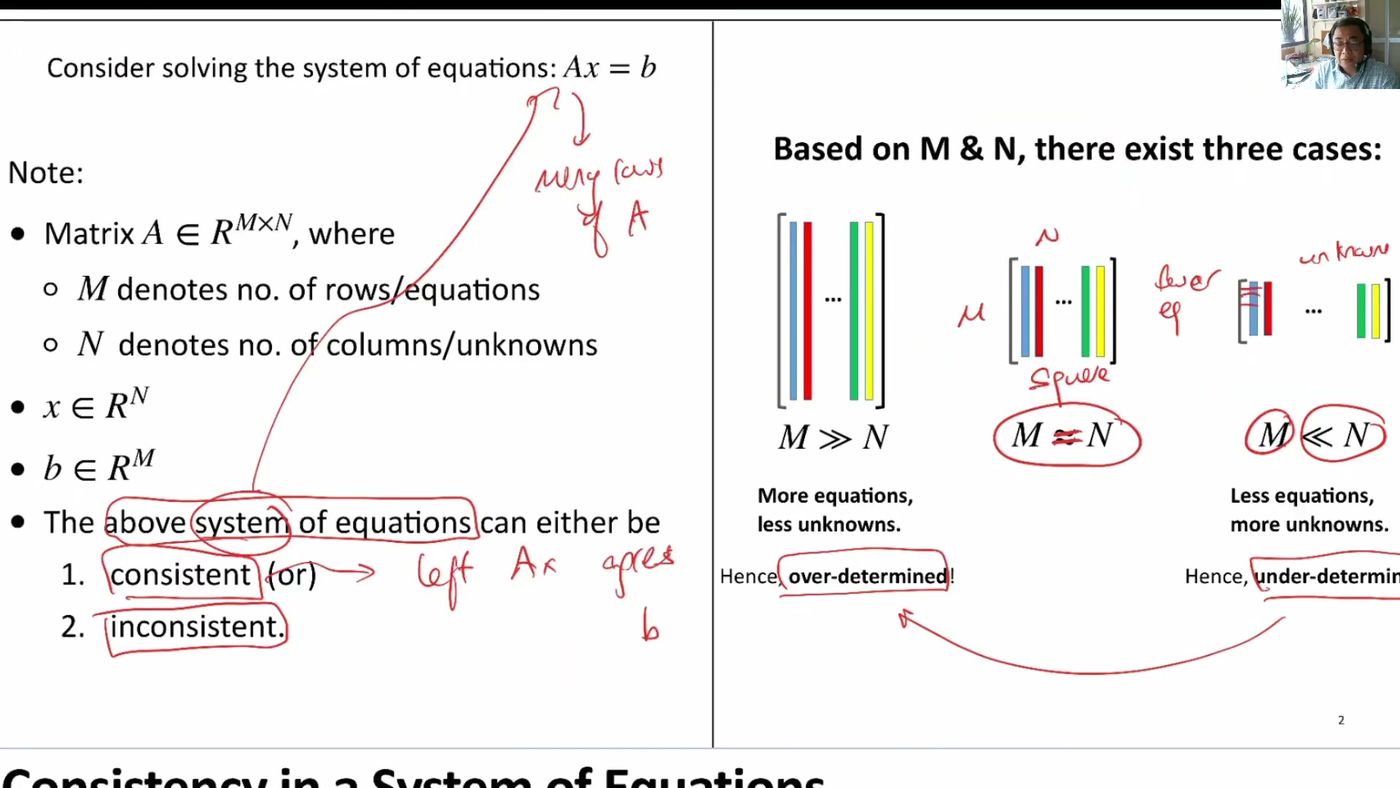 Consider solving the system of equations: Ax = b
rows
of A
Note:
• Matrix A ∈ R^{M×N}, where
○ M denotes no. of rows/equations
○ N denotes no. of columns/unknowns
• x ∈ R^N
• b ∈ R^M
• The above system of equations can either be
1. consistent (or) → left Ax agrees
2. inconsistent. b
Based on M & N, there exist three cases:
...
N
M
...
square
fewer
eq
unknown
...
M ≫ N
M = N
M ≪ N
More equations,
less unknowns.
Less equations,
more unknowns.
Hence, over-determined!
Hence, under-determin
2
Consistency in a System of Equations